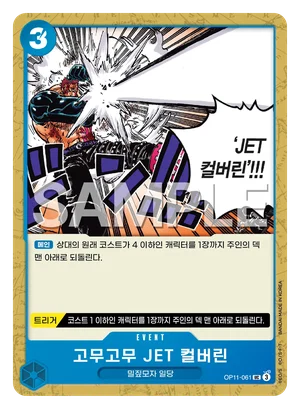 3
‘JET
컬버린’!!!
SAMPLE
메인 상대의 원래 코스트가 4 이하인 캐릭터를 1장까지 주인의 덱
맨 아래로 되돌린다.
트리거 코스트 1 이하인 캐릭터를 1장까지 주인의 덱 맨 아래로 되돌린다.
EVENT
고무고무 JET 컬버린
밀짚모자 일당
OP11-061 UC 3